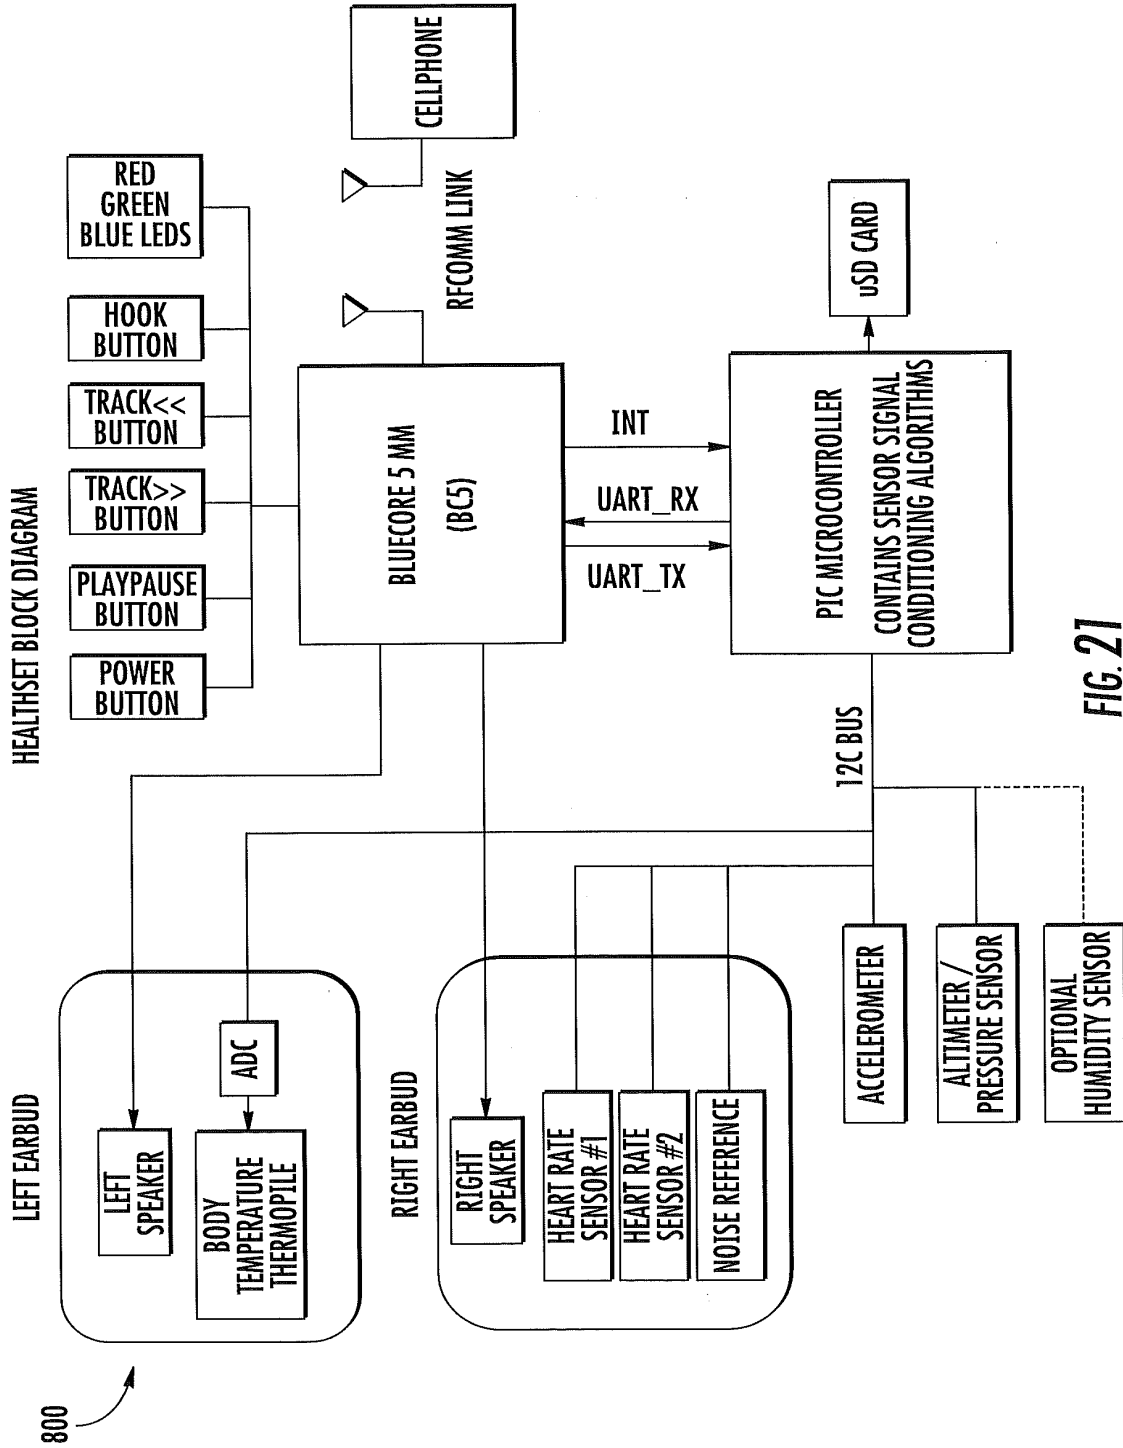 HEALTHSET BLOCK DIAGRAM
800
LEFT EARBUD
LEFT
SPEAKER
BODY
TEMPERATURE
THERMOPILE
ADC
RIGHT EARBUD
RIGHT
SPEAKER
HEART RATE
SENSOR #1
HEART RATE
SENSOR #2
NOISE REFERENCE
ACCELEROMETER
ALTIMETER/
PRESSURE SENSOR
OPTIONAL
HUMIDITY SENSOR
POWER
BUTTON
PLAYPAUSE
BUTTON
TRACK>>
BUTTON
TRACK<<
BUTTON
HOOK
BUTTON
RED
GREEN
BLUE LEDS
BLUECORE 5 MM
(BC5)
RFCOMM LINK
CELLPHONE
UART_TX
UART_RX
INT
12C BUS
PIC MICROCONTROLLER
CONTAINS SENSOR SIGNAL
CONDITIONING ALGORITHMS
uSD CARD
FIG. 21